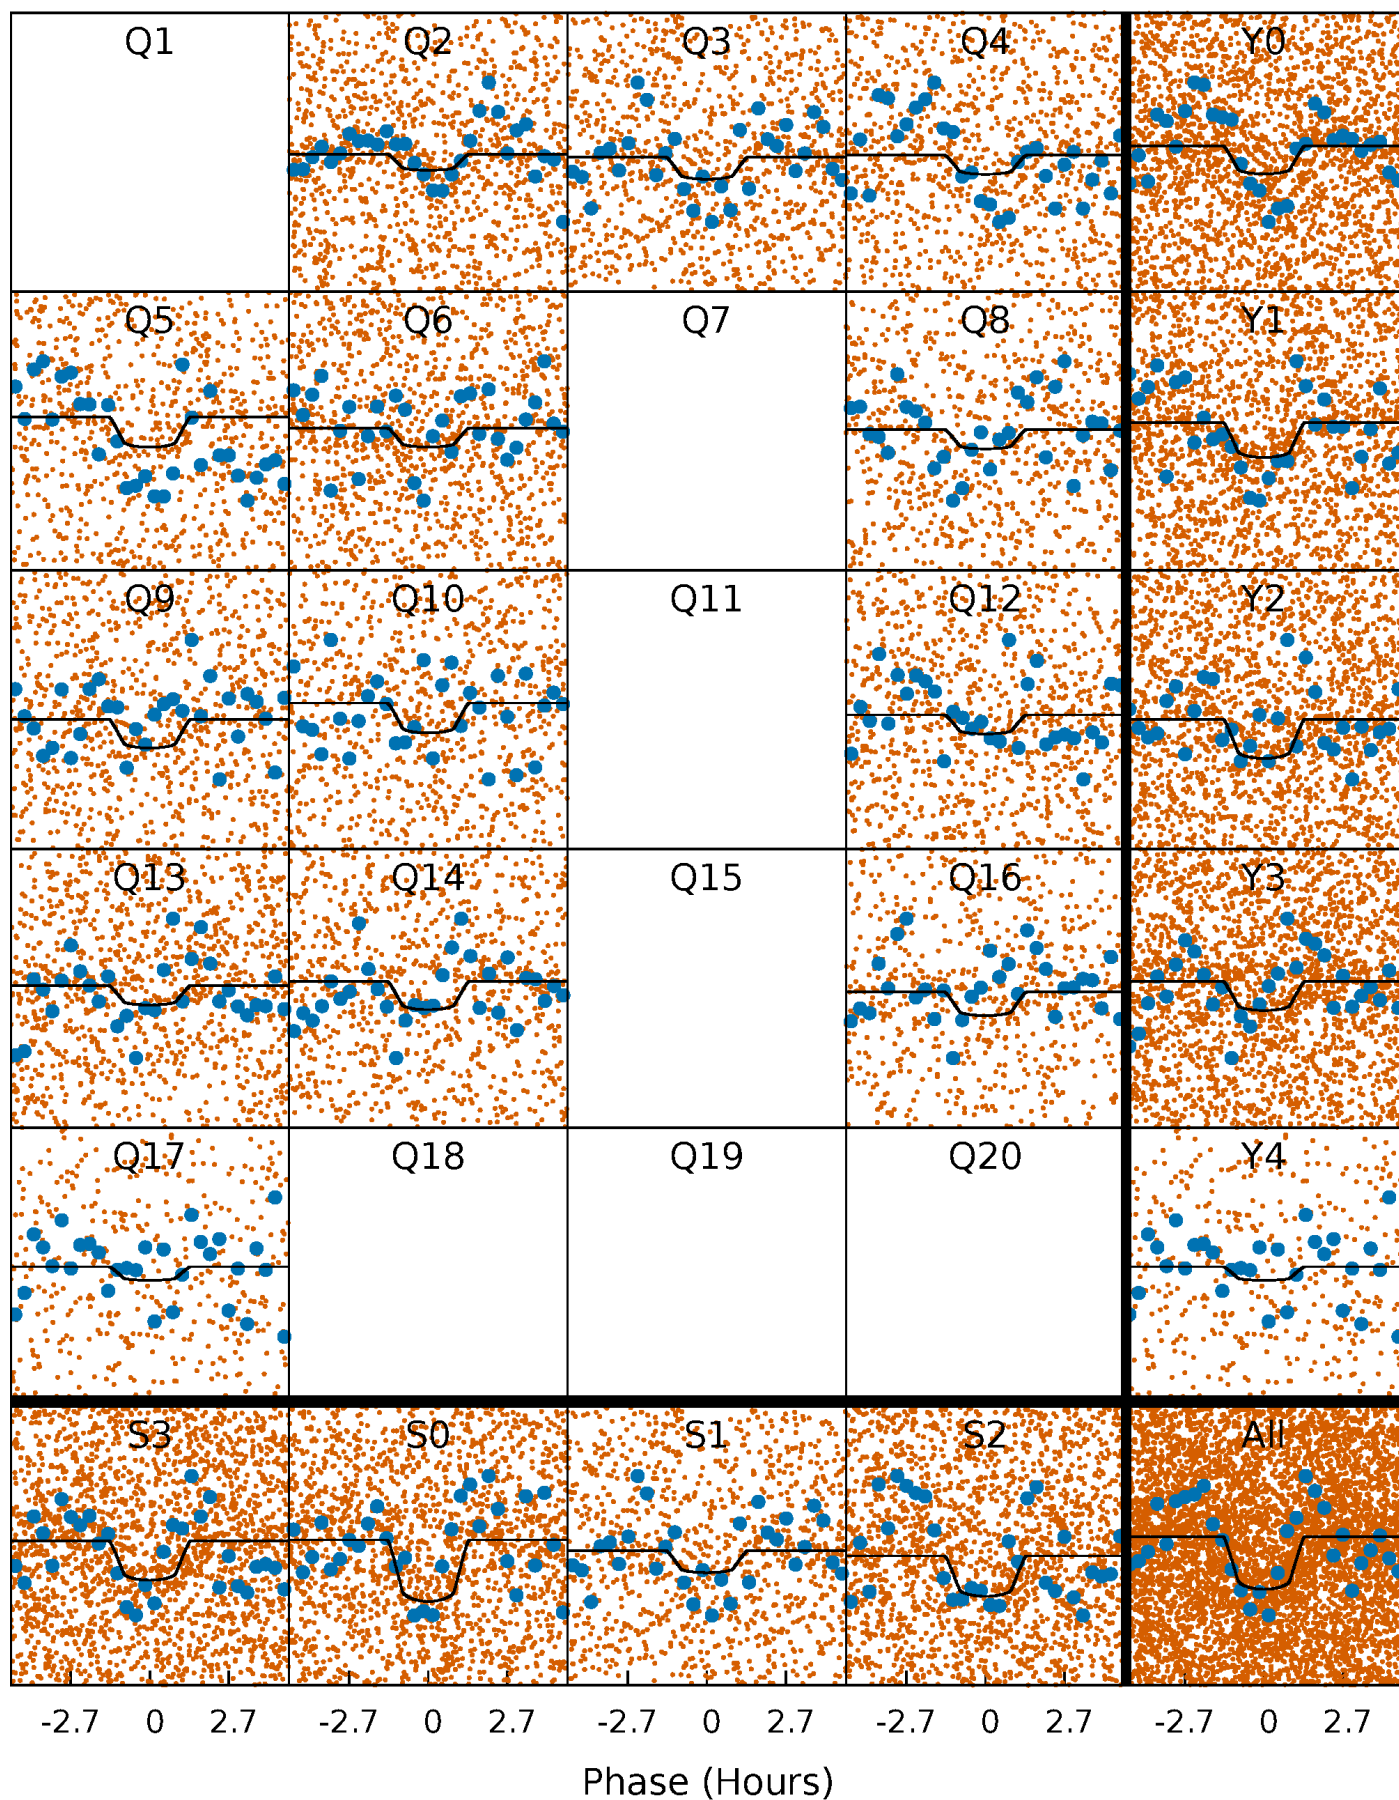 Q1 Q2 Q3 Q4 Y0
Q5 Q6 Q7 Q8 Y1
Q9 Q10 Q11 Q12 Y2
Q13 Q14 Q15 Q16 Y3
Q17 Q18 Q19 Q20 Y4
S3 S0 S1 S2 All
-2.7 0 2.7 -2.7 0 2.7 -2.7 0 2.7 -2.7 0 2.7 -2.7 0 2.7
Phase (Hours)